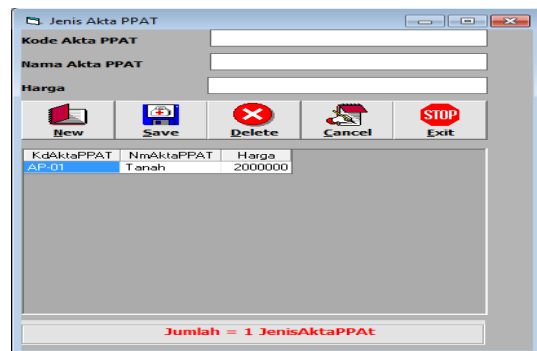 Jenis Akta PPAT
Kode Akta PPAT
Nama Akta PPAT
Harga
New Save Delete Cancel STOP Exit
KdAktaPPAT NmAktaPPAT Harga
AP-01 Tanah 2000000
Jumlah = 1 JenisAktaPPAt